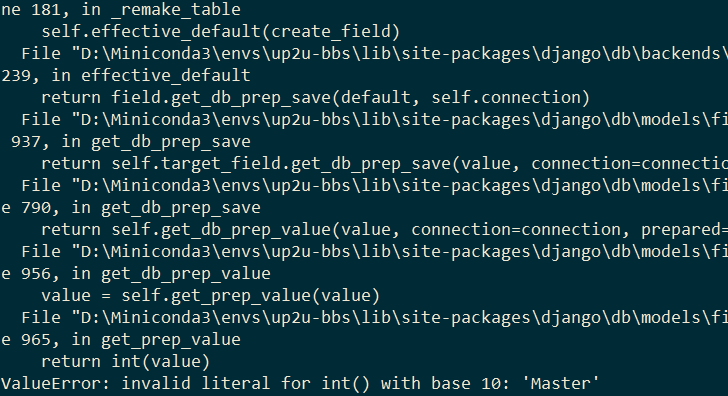 ne 181, in _remake_table
    self.effective_default(create_field)
  File "D:\Miniconda3\envs\up2u-bbs\lib\site-packages\django\db\backends\
239, in effective_default
    return field.get_db_prep_save(default, self.connection)
  File "D:\Miniconda3\envs\up2u-bbs\lib\site-packages\django\db\models\fi
 937, in get_db_prep_save
    return self.target_field.get_db_prep_save(value, connection=connectio
  File "D:\Miniconda3\envs\up2u-bbs\lib\site-packages\django\db\models\fi
e 790, in get_db_prep_save
    return self.get_db_prep_value(value, connection=connection, prepared=
  File "D:\Miniconda3\envs\up2u-bbs\lib\site-packages\django\db\models\fi
e 956, in get_db_prep_value
    value = self.get_prep_value(value)
  File "D:\Miniconda3\envs\up2u-bbs\lib\site-packages\django\db\models\fi
e 965, in get_prep_value
    return int(value)
ValueError: invalid literal for int() with base 10: 'Master'